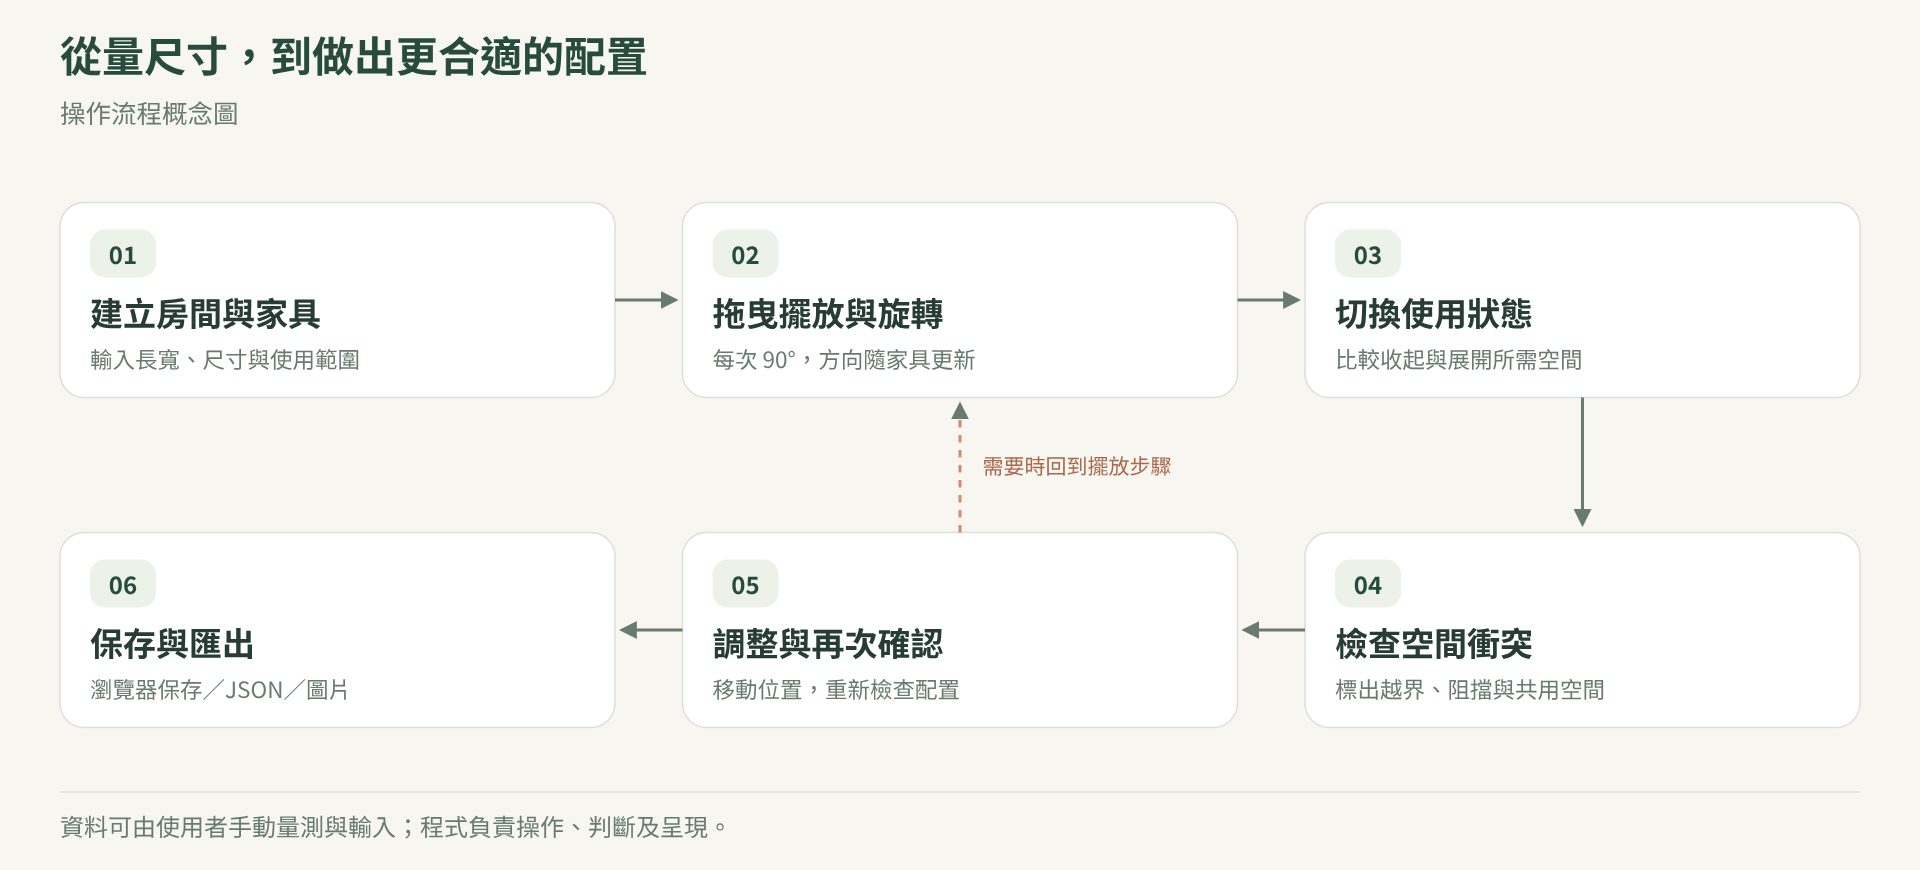 從量尺寸，到做出更合適的配置
操作流程概念圖
01
建立房間與家具
輸入長寬、尺寸與使用範圍
02
拖曳擺放與旋轉
每次 90°，方向隨家具更新
03
切換使用狀態
比較收起與展開所需空間
需要時回到擺放步驟
04
檢查空間衝突
標出越界、阻擋與共用空間
05
調整與再次確認
移動位置，重新檢查配置
06
保存與匯出
瀏覽器保存／JSON／圖片
資料可由使用者手動量測與輸入；程式負責操作、判斷及呈現。